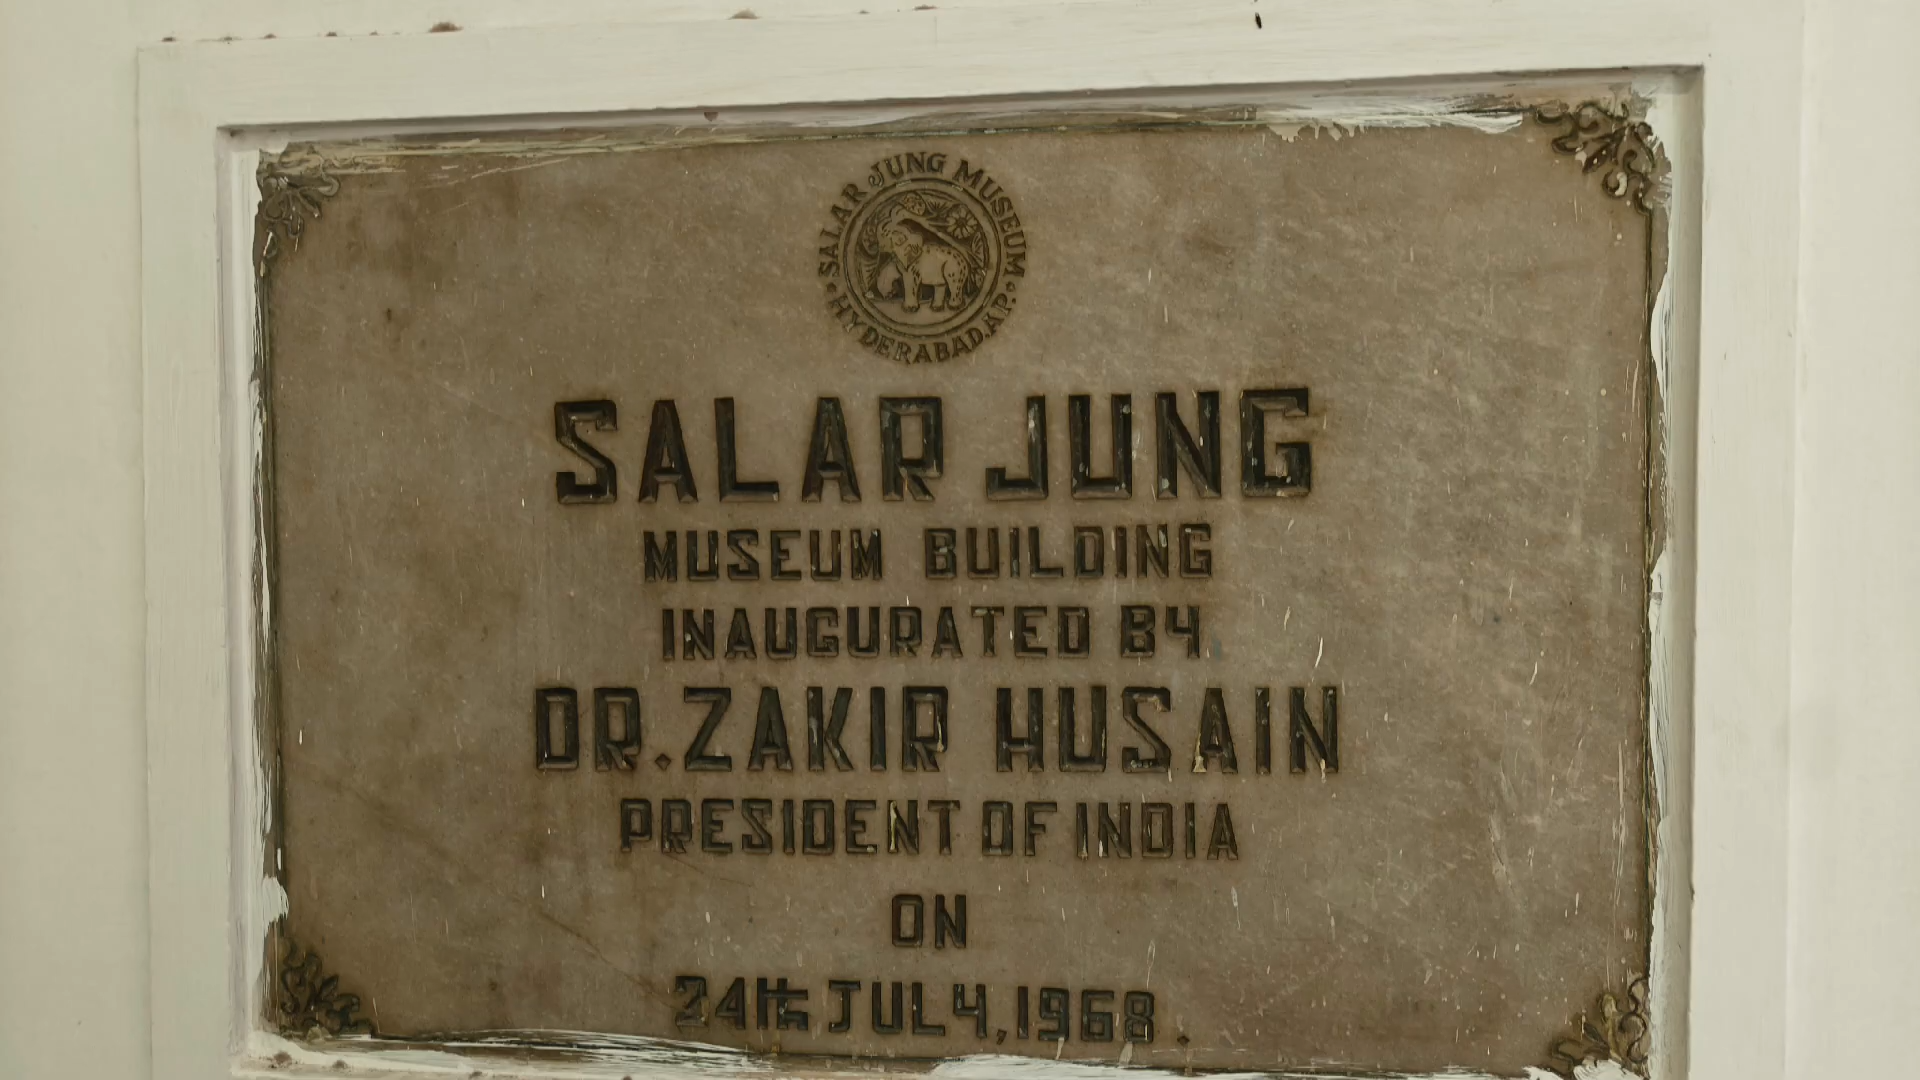 SALAR JUNG MUSEUM
HYDERABAD.A.P.
SALAR JUNG
MUSEUM BUILDING
INAUGURATED BY
DR. ZAKIR HUSAIN
PRESIDENT OF INDIA
ON
24th JULY, 1968.